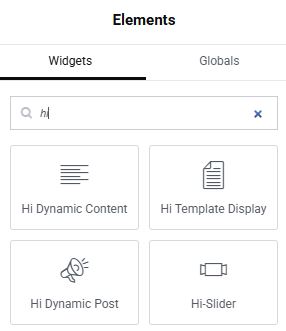 Elements
Widgets Globals
hi
Hi Dynamic Content Hi Template Display
Hi Dynamic Post Hi-Slider